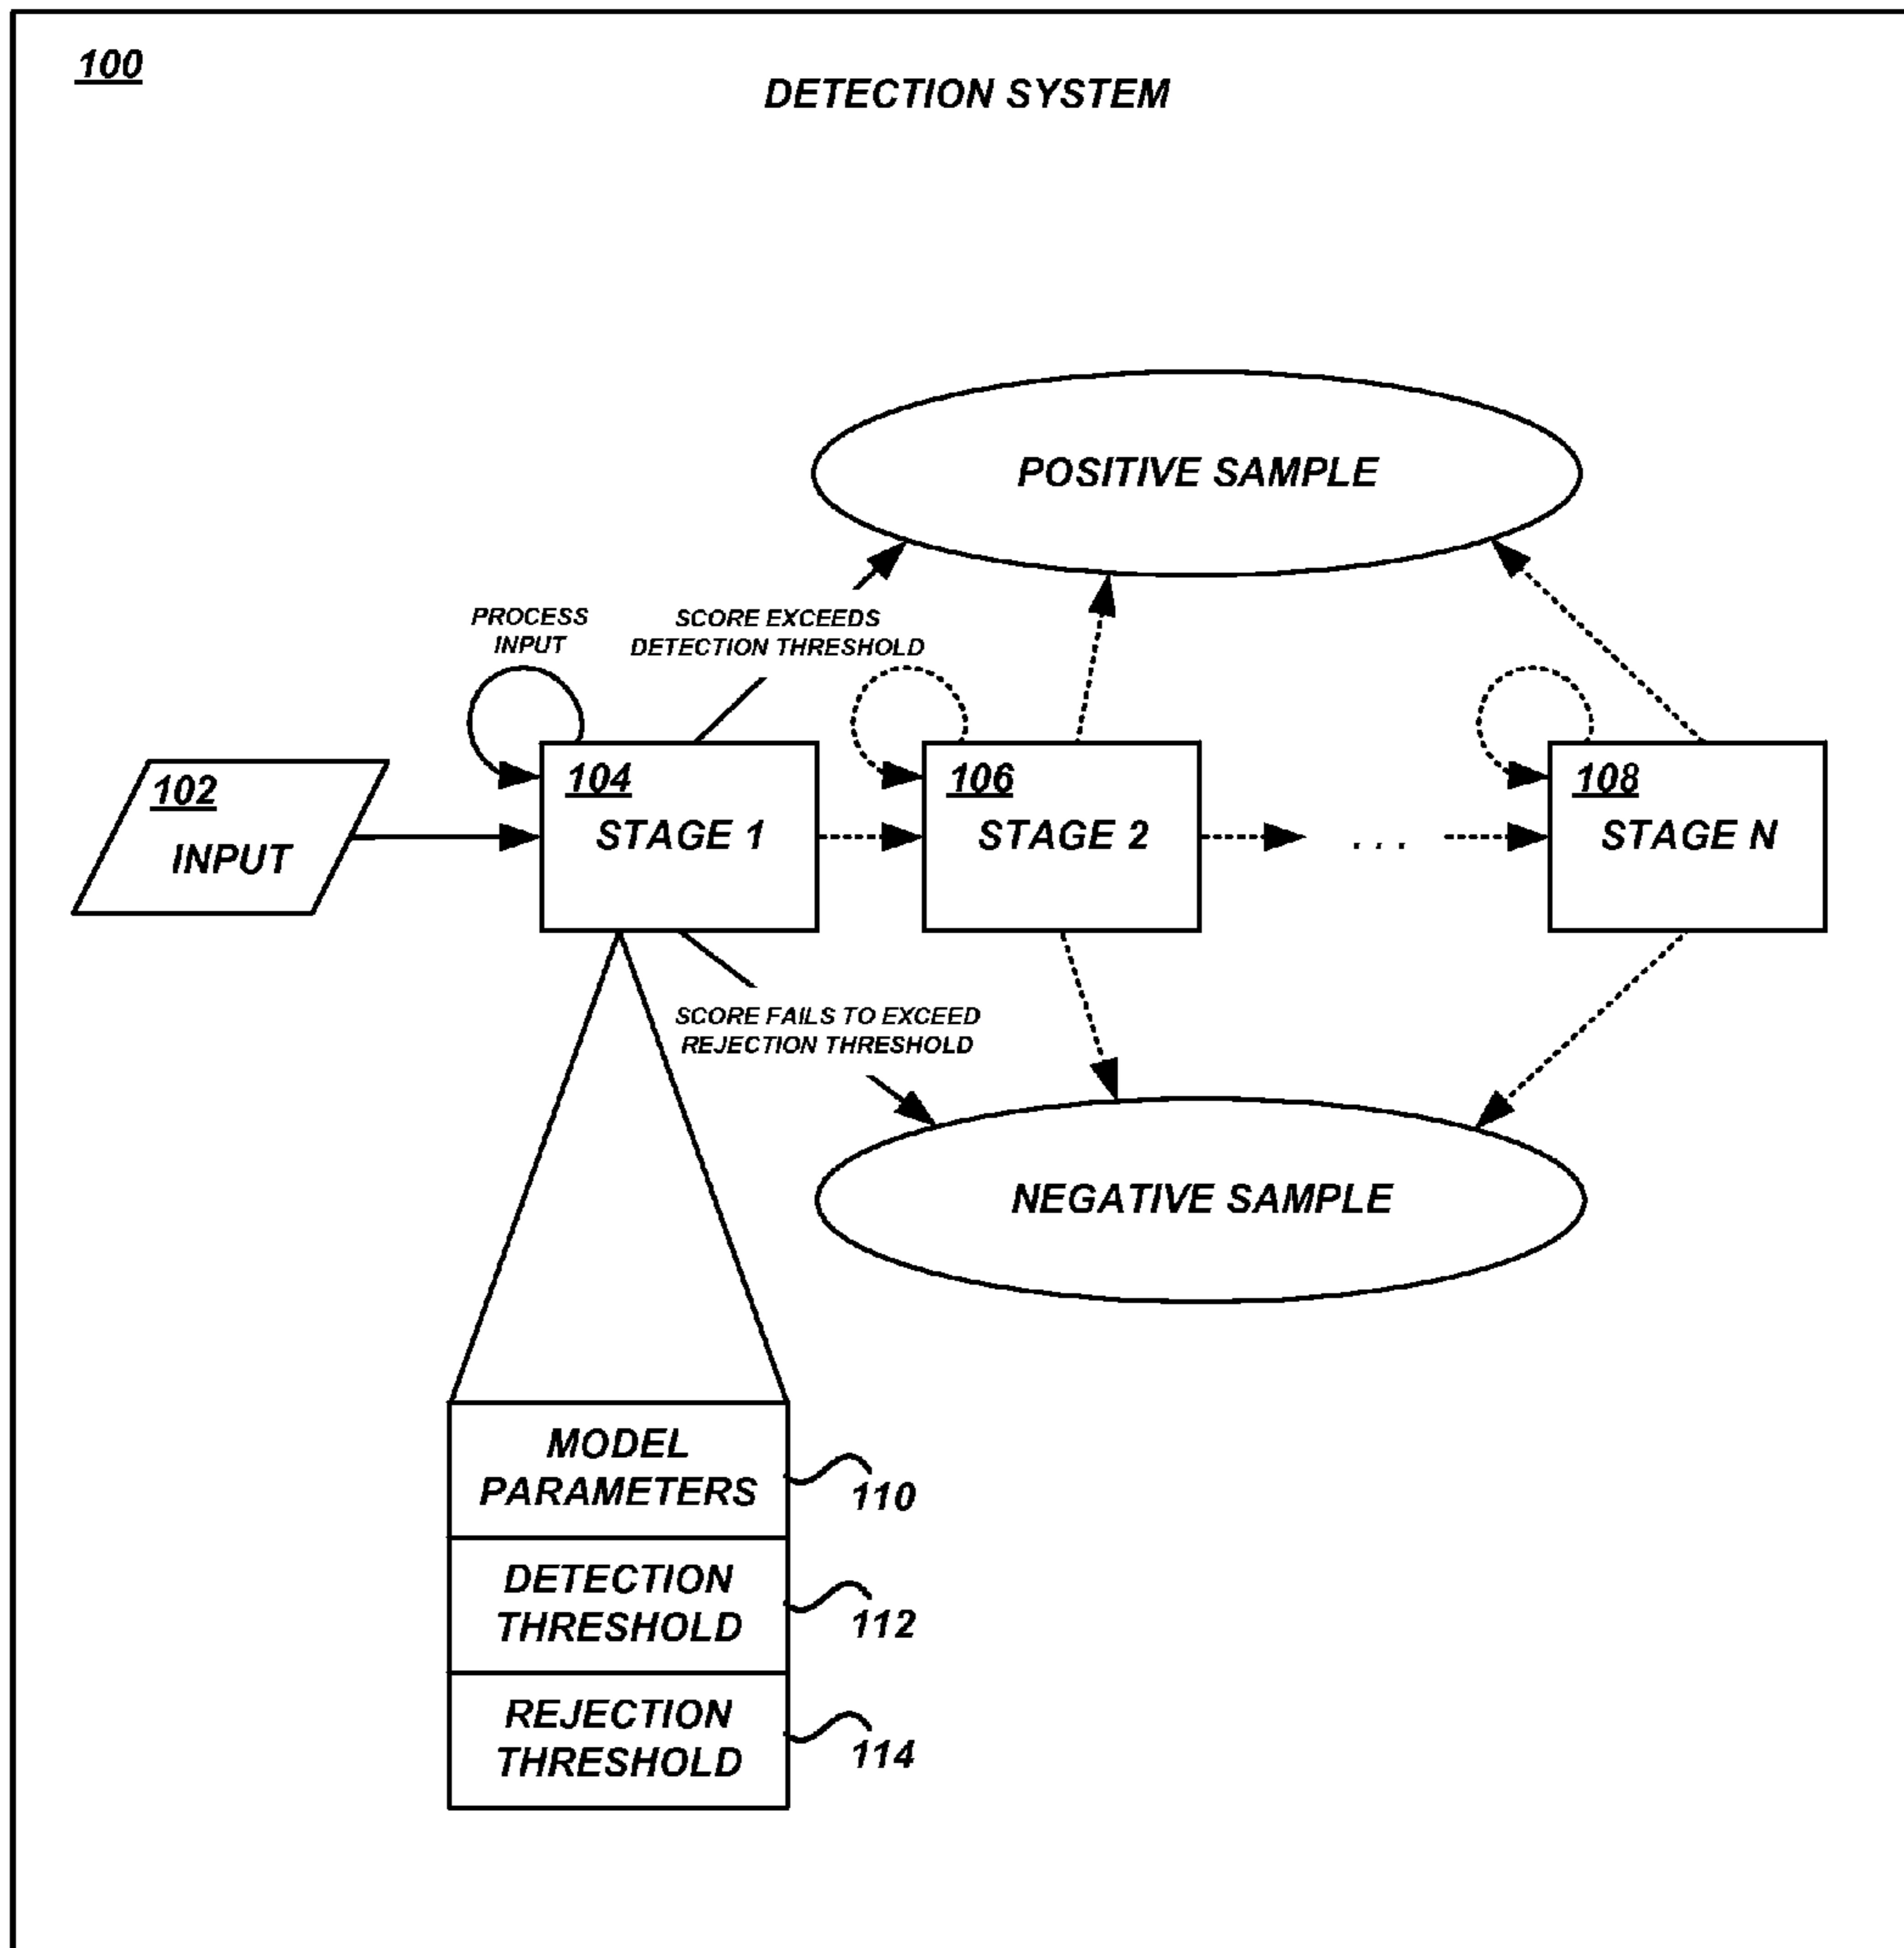 100
DETECTION SYSTEM
POSITIVE SAMPLE
PROCESS
INPUT
SCORE EXCEEDS
DETECTION THRESHOLD
102
INPUT
104
STAGE 1
106
STAGE 2
. . .
108
STAGE N
SCORE FAILS TO EXCEED
REJECTION THRESHOLD
NEGATIVE SAMPLE
MODEL
PARAMETERS
110
DETECTION
THRESHOLD
112
REJECTION
THRESHOLD
114